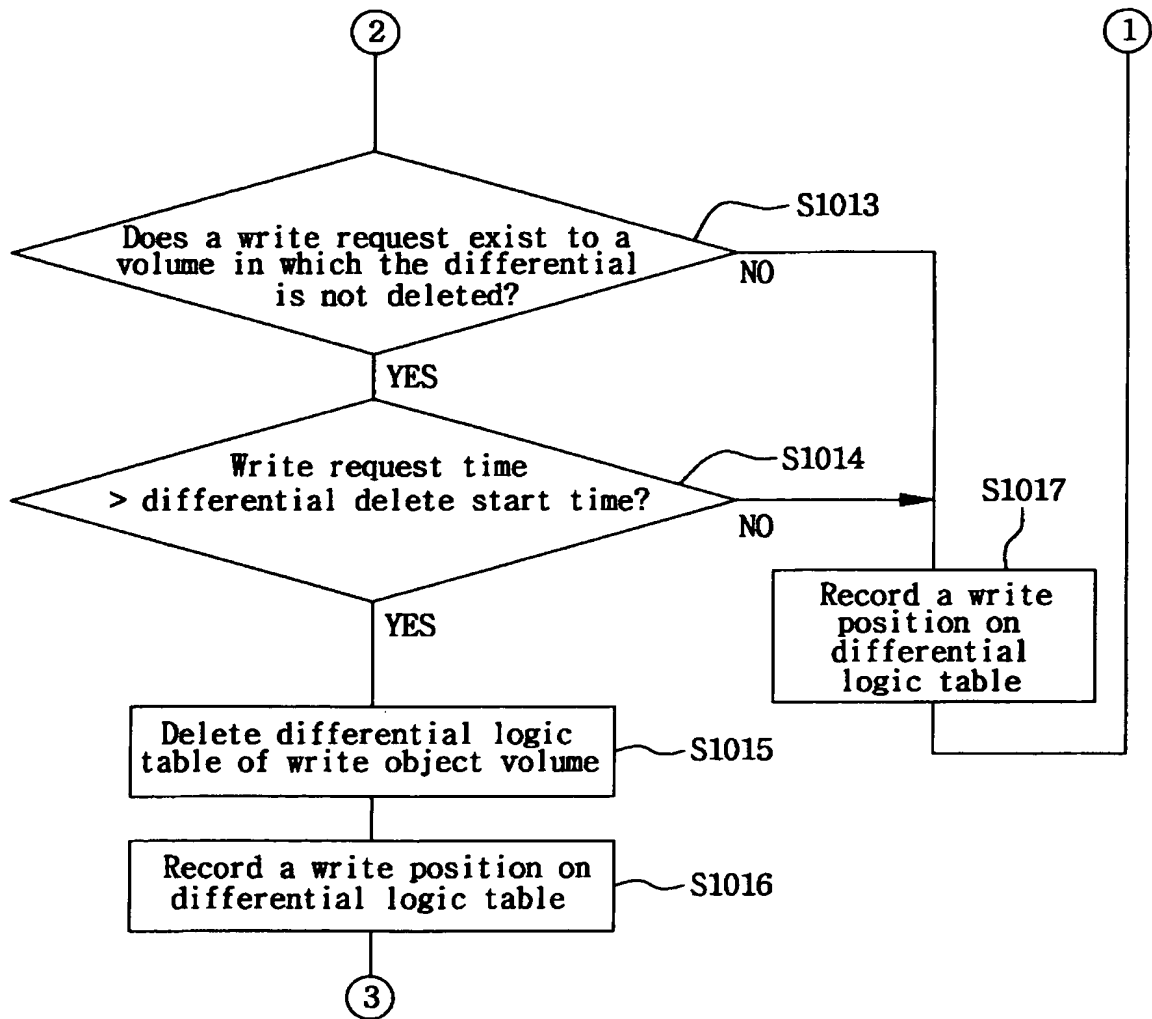 2
1
S1013
Does a write request exist to a
volume in which the differential
is not deleted?
NO
YES
S1014
Write request time
> differential delete start time?
NO
S1017
YES
Record a write
position on
differential
logic table
Delete differential logic
table of write object volume
S1015
Record a write position on
differential logic table
S1016
3